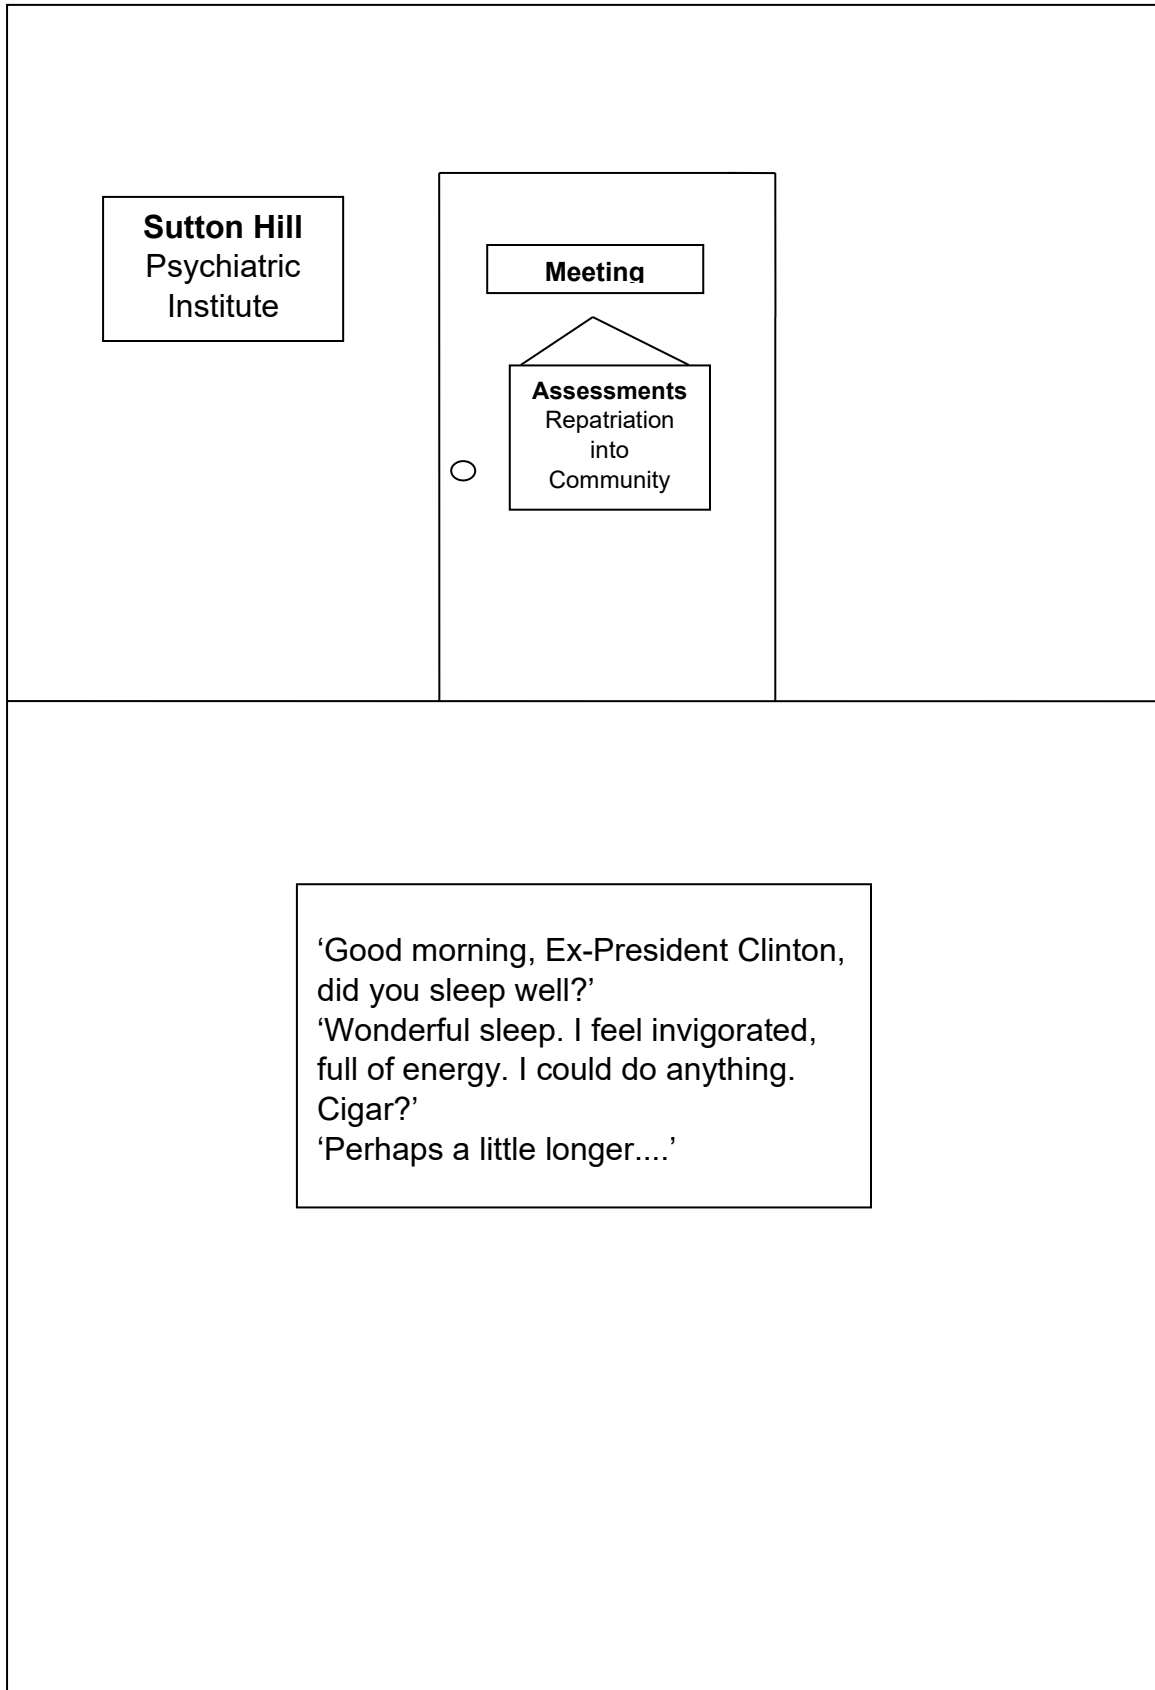 Sutton Hill
Psychiatric
Institute
Meeting
Assessments
Repatriation
into
Community
‘Good morning, Ex-President Clinton,
did you sleep well?’
‘Wonderful sleep. I feel invigorated,
full of energy. I could do anything.
Cigar?’
‘Perhaps a little longer....’